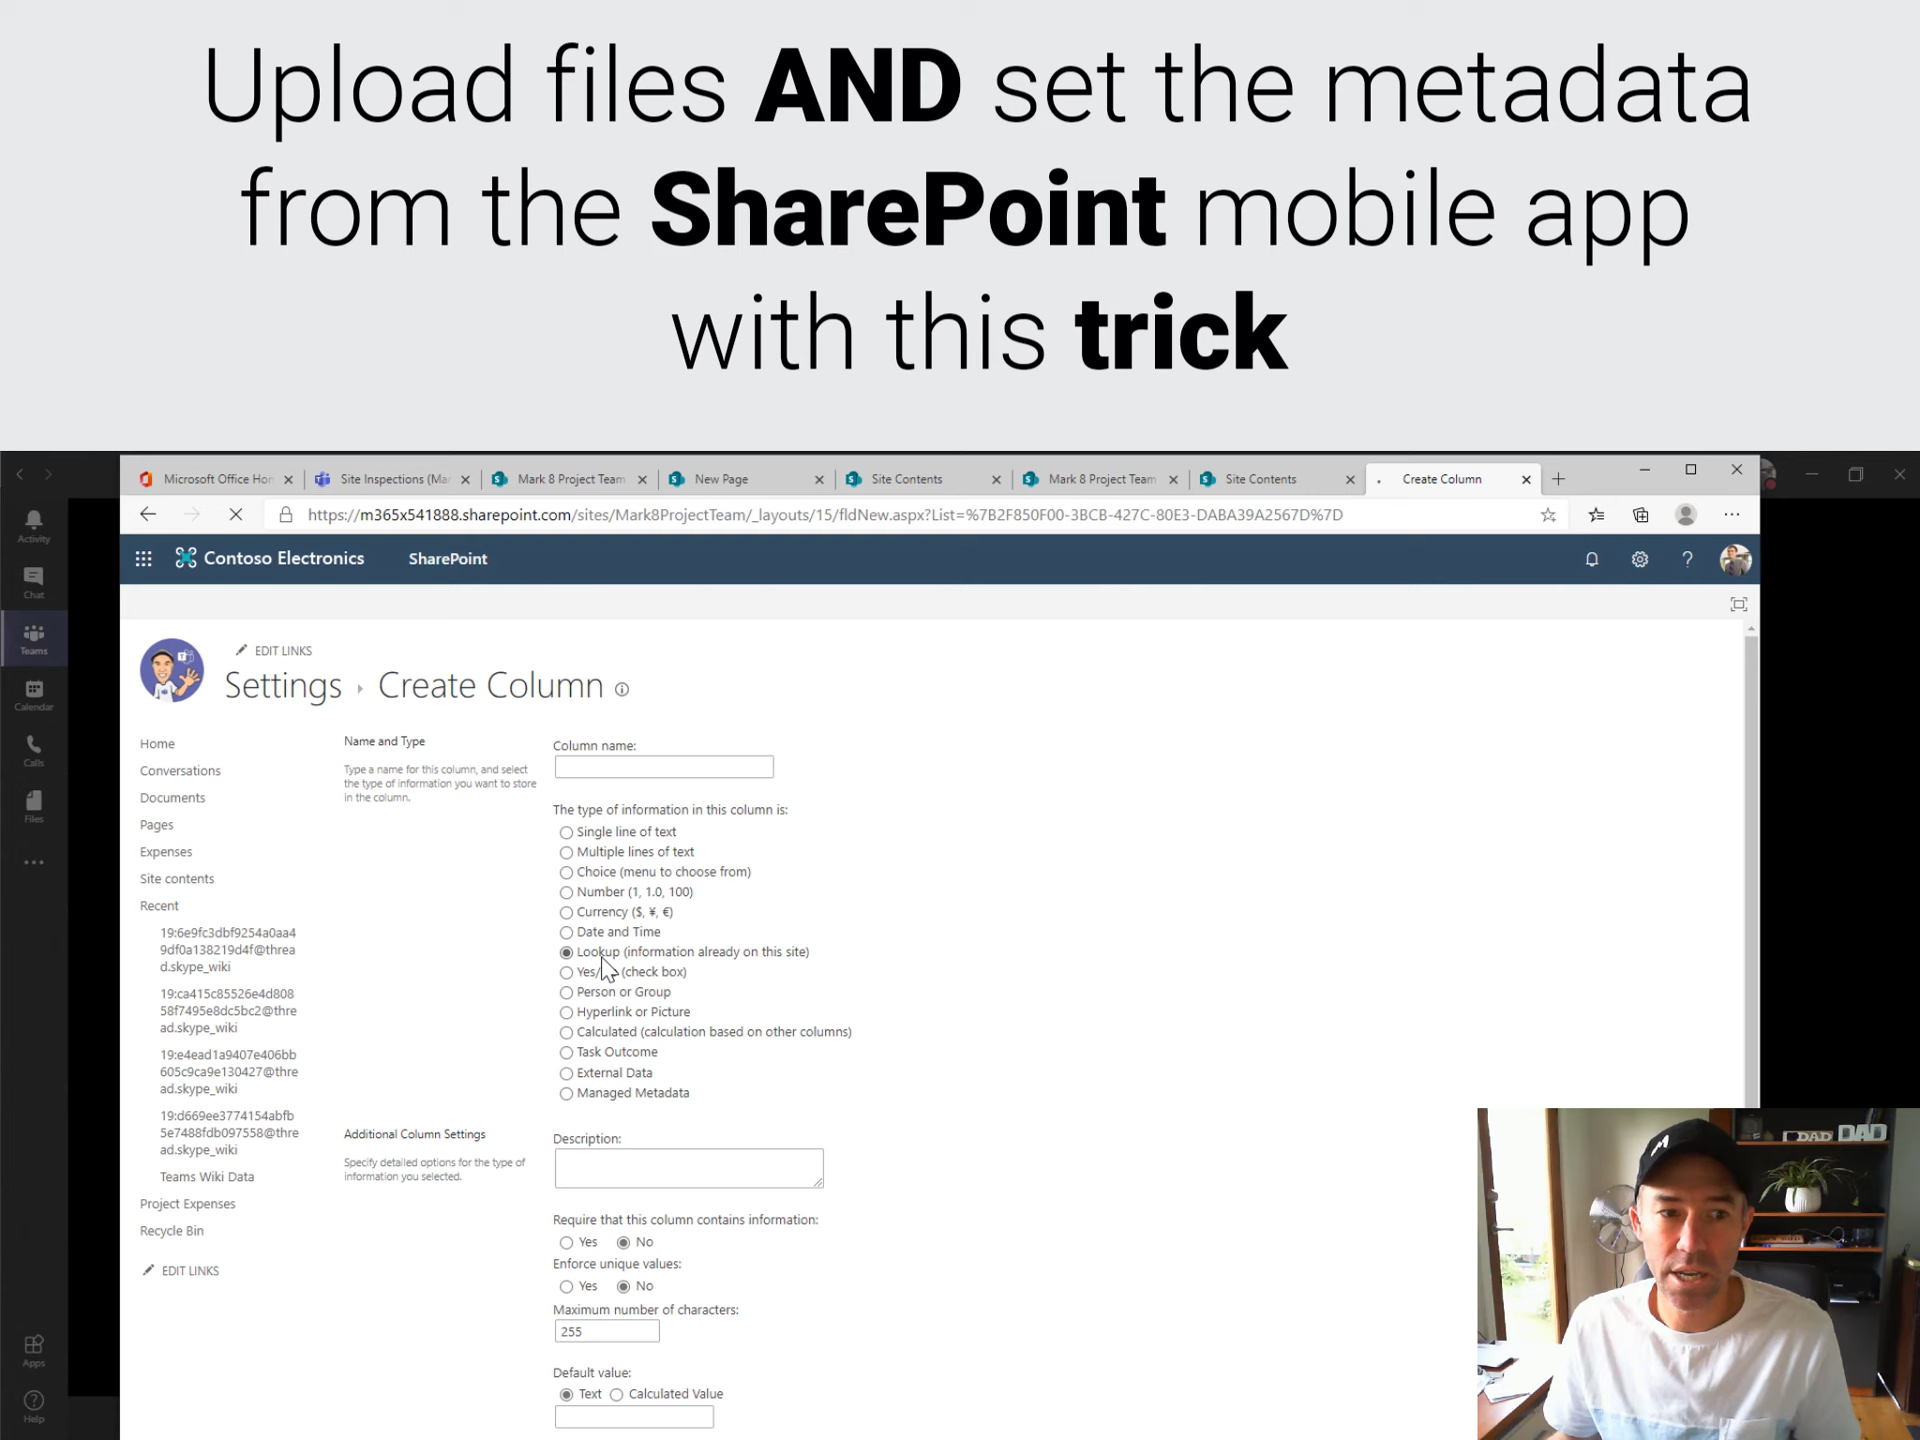 Upload files AND set the metadata
from the SharePoint mobile app
with this trick
Microsoft Office Hor
Site Inspections (Mar
Mark 8 Project Team
New Page
Site Contents
Mark 8 Project Team
Site Contents
Create Column
https://m365x541888.sharepoint.com/sites/Mark8ProjectTeam/_layouts/15/fldNew.aspx?List=%7B2F850F00-3BCB-427C-80E3-DABA39A2567D%7D
Contoso Electronics
SharePoint
Activity
Chat
Teams
Calendar
Calls
Files
Apps
Help
EDIT LINKS
Settings › Create Column
Home
Conversations
Documents
Pages
Expenses
Site contents
Recent
19:6e9fc3dbf9254a0aa4
9df0a138219d4f@threa
d.skype_wiki
19:ca415c85526e4d808
58f7495e8dc5bc2@thre
ad.skype_wiki
19:e4ead1a9407e406bb
605c9ca9e130427@thre
ad.skype_wiki
19:d669ee3774154abfb
5e7488fdb097558@thre
ad.skype_wiki
Teams Wiki Data
Project Expenses
Recycle Bin
EDIT LINKS
Name and Type
Type a name for this column, and select
the type of information you want to store
in the column.
Column name:
The type of information in this column is:
Single line of text
Multiple lines of text
Choice (menu to choose from)
Number (1, 1.0, 100)
Currency ($, ¥, €)
Date and Time
Lookup (information already on this site)
Yes/ (check box)
Person or Group
Hyperlink or Picture
Calculated (calculation based on other columns)
Task Outcome
External Data
Managed Metadata
Additional Column Settings
Specify detailed options for the type of
information you selected.
Description:
Require that this column contains information:
Yes No
Enforce unique values:
Yes No
Maximum number of characters:
255
Default value:
Text Calculated Value
DAD DAD